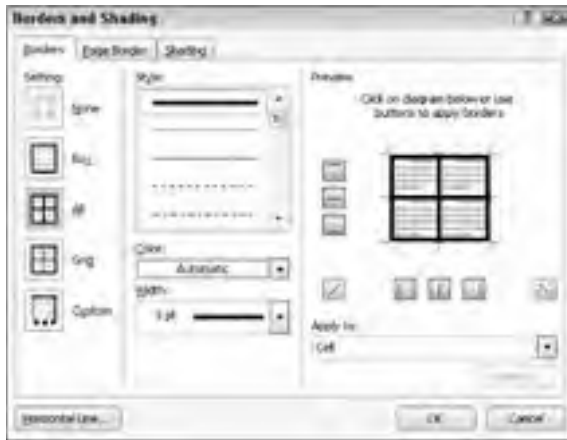 Borders and Shading
Borders Page Border Shading
Setting:
None
Box
All
Grid
Custom
Style:
Color:
Automatic
Width:
Preview
Click on diagram below or use
buttons to apply borders
Apply to:
Cell
Horizontal Line...
OK
Cancel